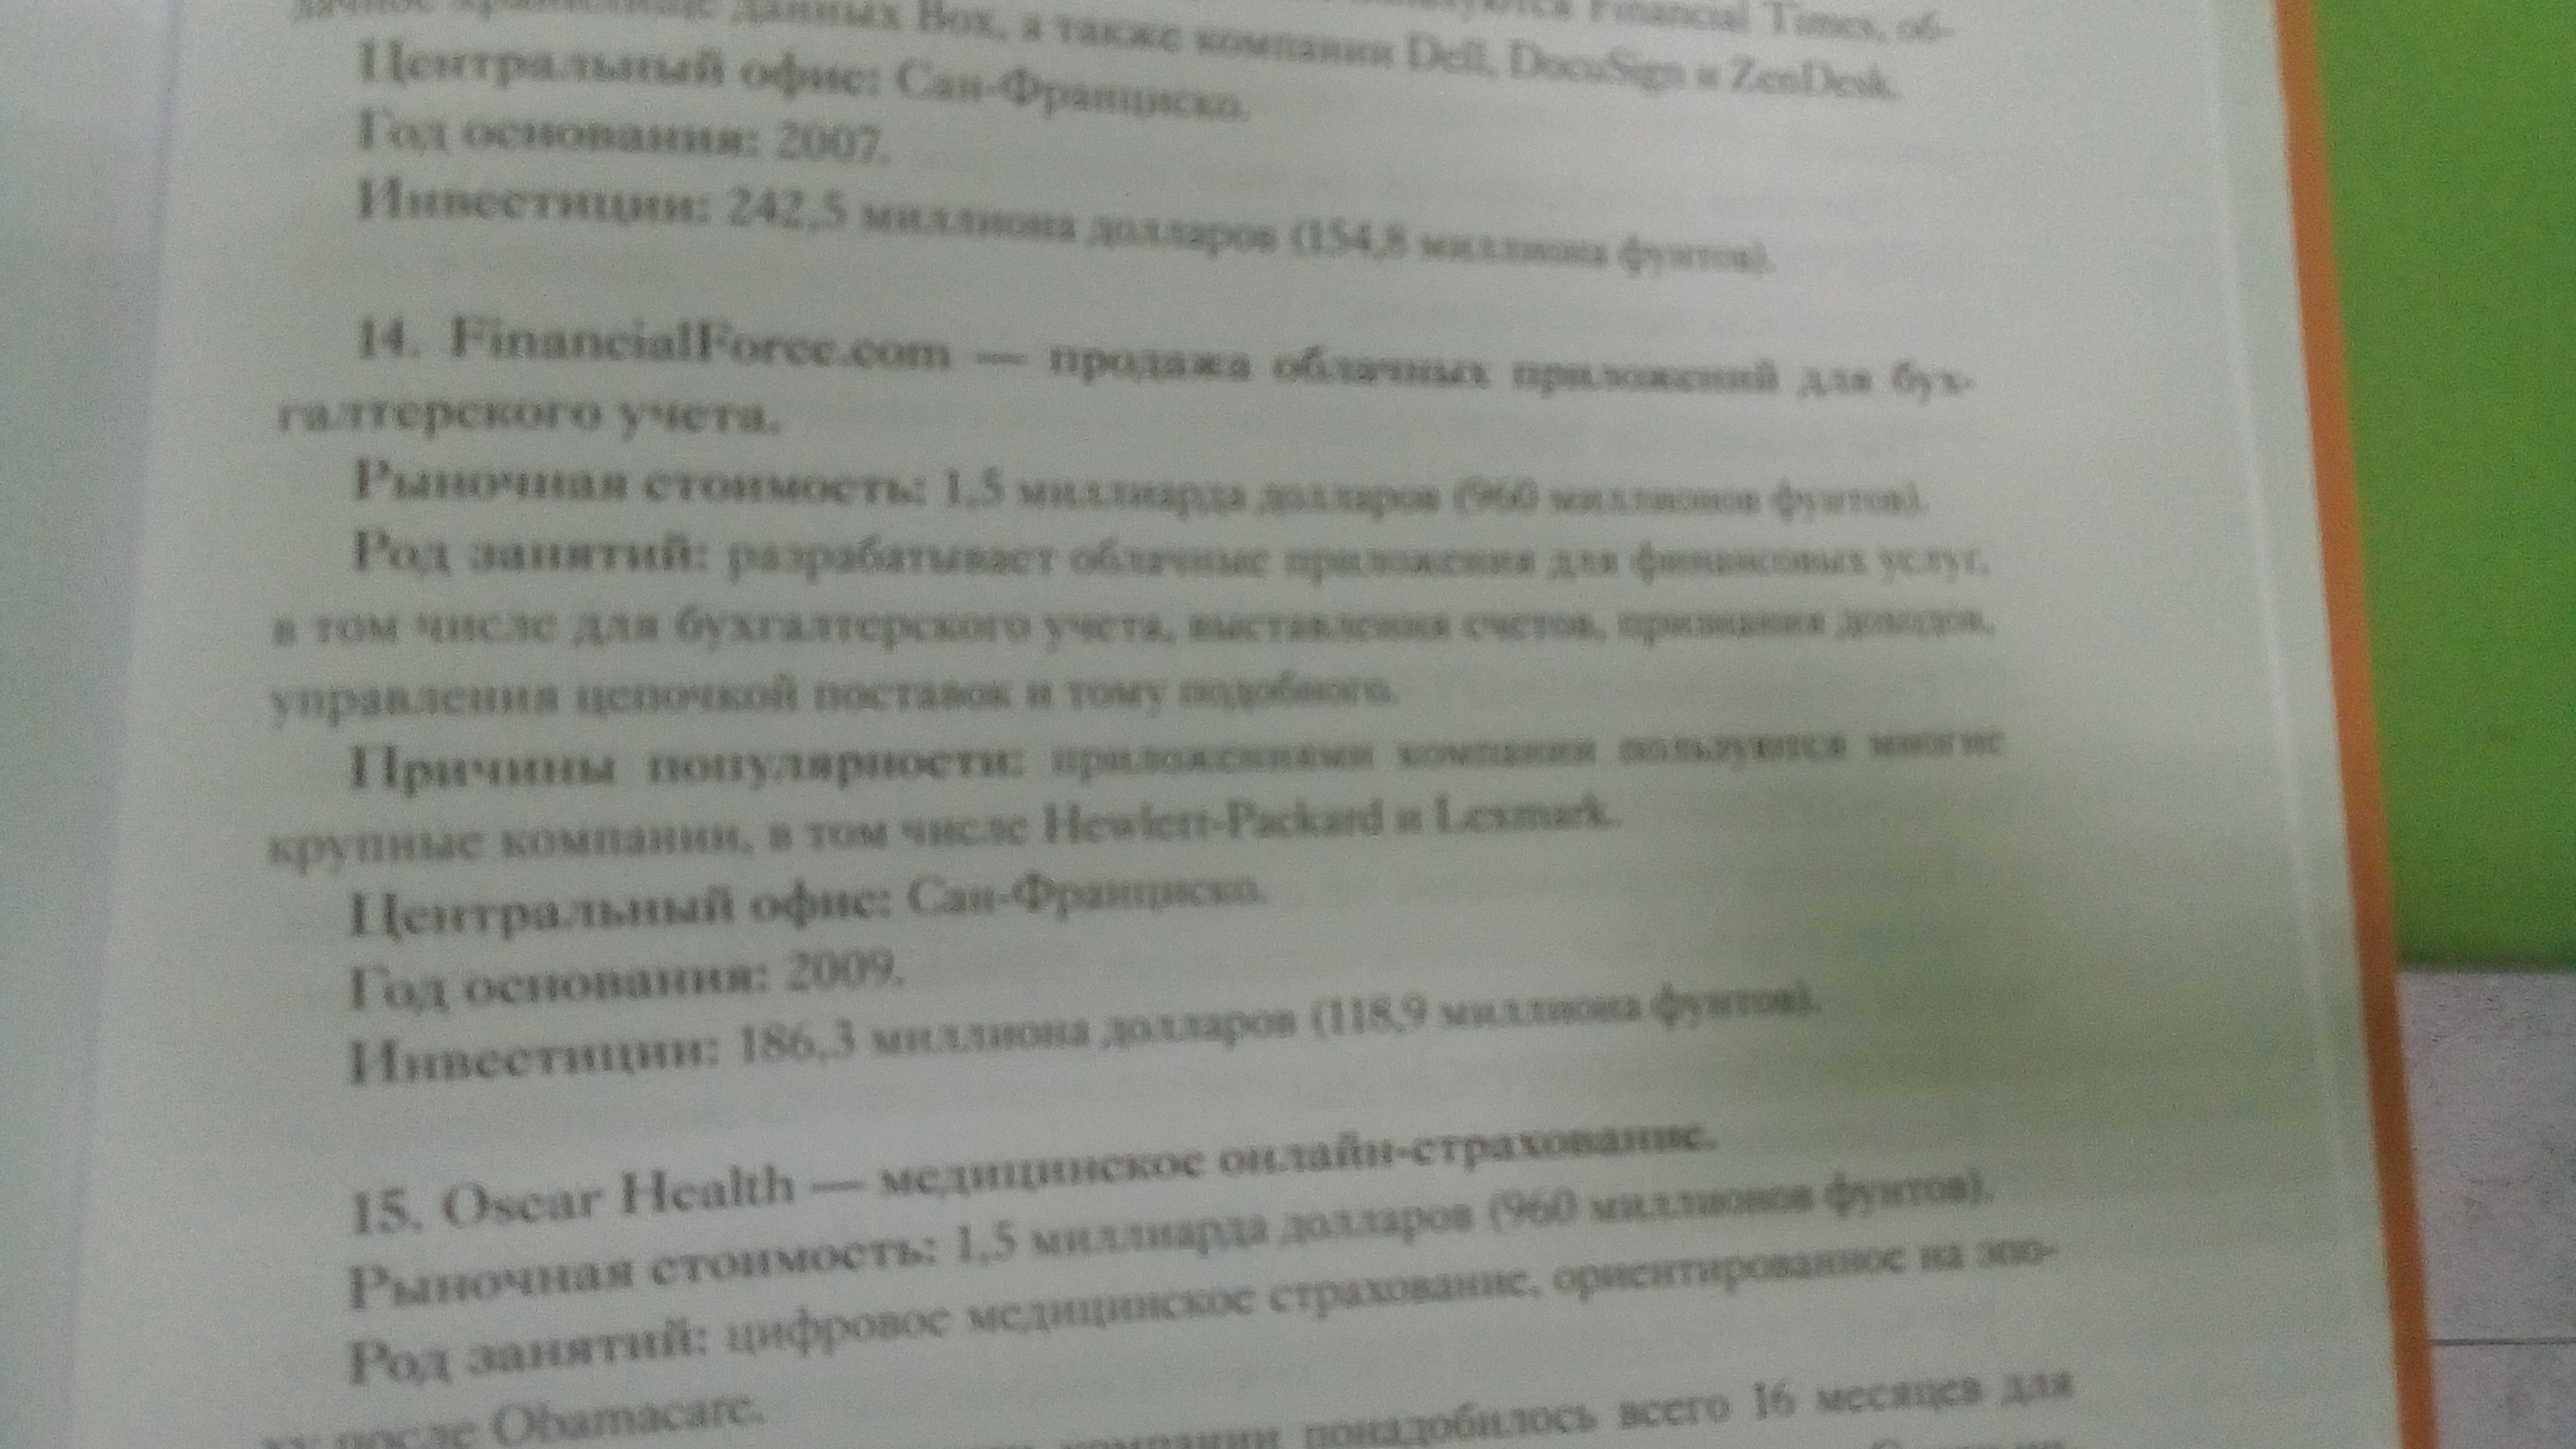 данных Box, а также компании Dell, DocuSign и ZenDesk.
Financial Times, об-
Центральный офис: Сан-Франциско.
Год основания: 2007.
Инвестиции: 242,5 миллиона долларов (154,8 миллиона фунтов).
14. FinancialForce.com — продажа облачных приложений для бух-
галтерского учета.
Рыночная стоимость: 1,5 миллиарда долларов (960 миллионов фунтов).
Род занятий: разрабатывает облачные приложения для финансовых услуг,
в том числе для бухгалтерского учета, выставления счетов, признания доходов,
управления цепочкой поставок и тому подобного.
Причины популярности: приложениями компании пользуются многие
крупные компании, в том числе Hewlett-Packard и Lexmark.
Центральный офис: Сан-Франциско.
Год основания: 2009.
Инвестиции: 186,3 миллиона долларов (118,9 миллиона фунтов).
15. Oscar Health — медицинское онлайн-страхование.
Рыночная стоимость: 1,5 миллиарда долларов (960 миллионов фунтов).
Род занятий: цифровое медицинское страхование, ориентированное на эпо-
ху после Obamacare.
компании понадобилось всего 16 месяцев для